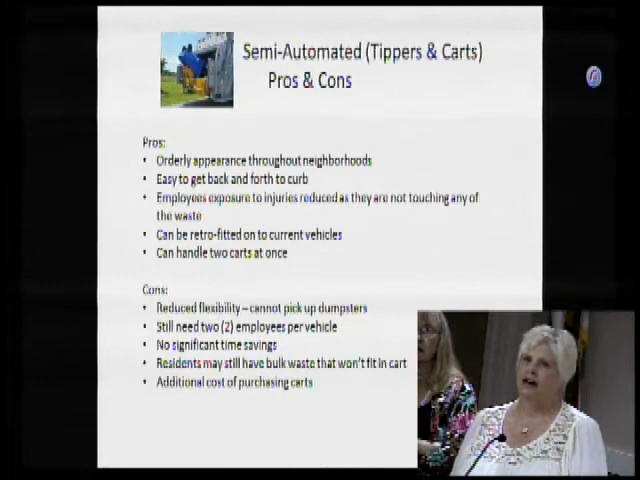 Semi-Automated (Tippers & Carts)
Pros & Cons
Pros:
• Orderly appearance throughout neighborhoods
• Easy to get back and forth to curb
• Employees exposure to injuries reduced as they are not touching any of
the waste
• Can be retro-fitted on to current vehicles
• Can handle two carts at once
Cons:
• Reduced flexibility – cannot pick up dumpsters
• Still need two (2) employees per vehicle
• No significant time savings
• Residents may still have bulk waste that won't fit in cart
• Additional cost of purchasing carts